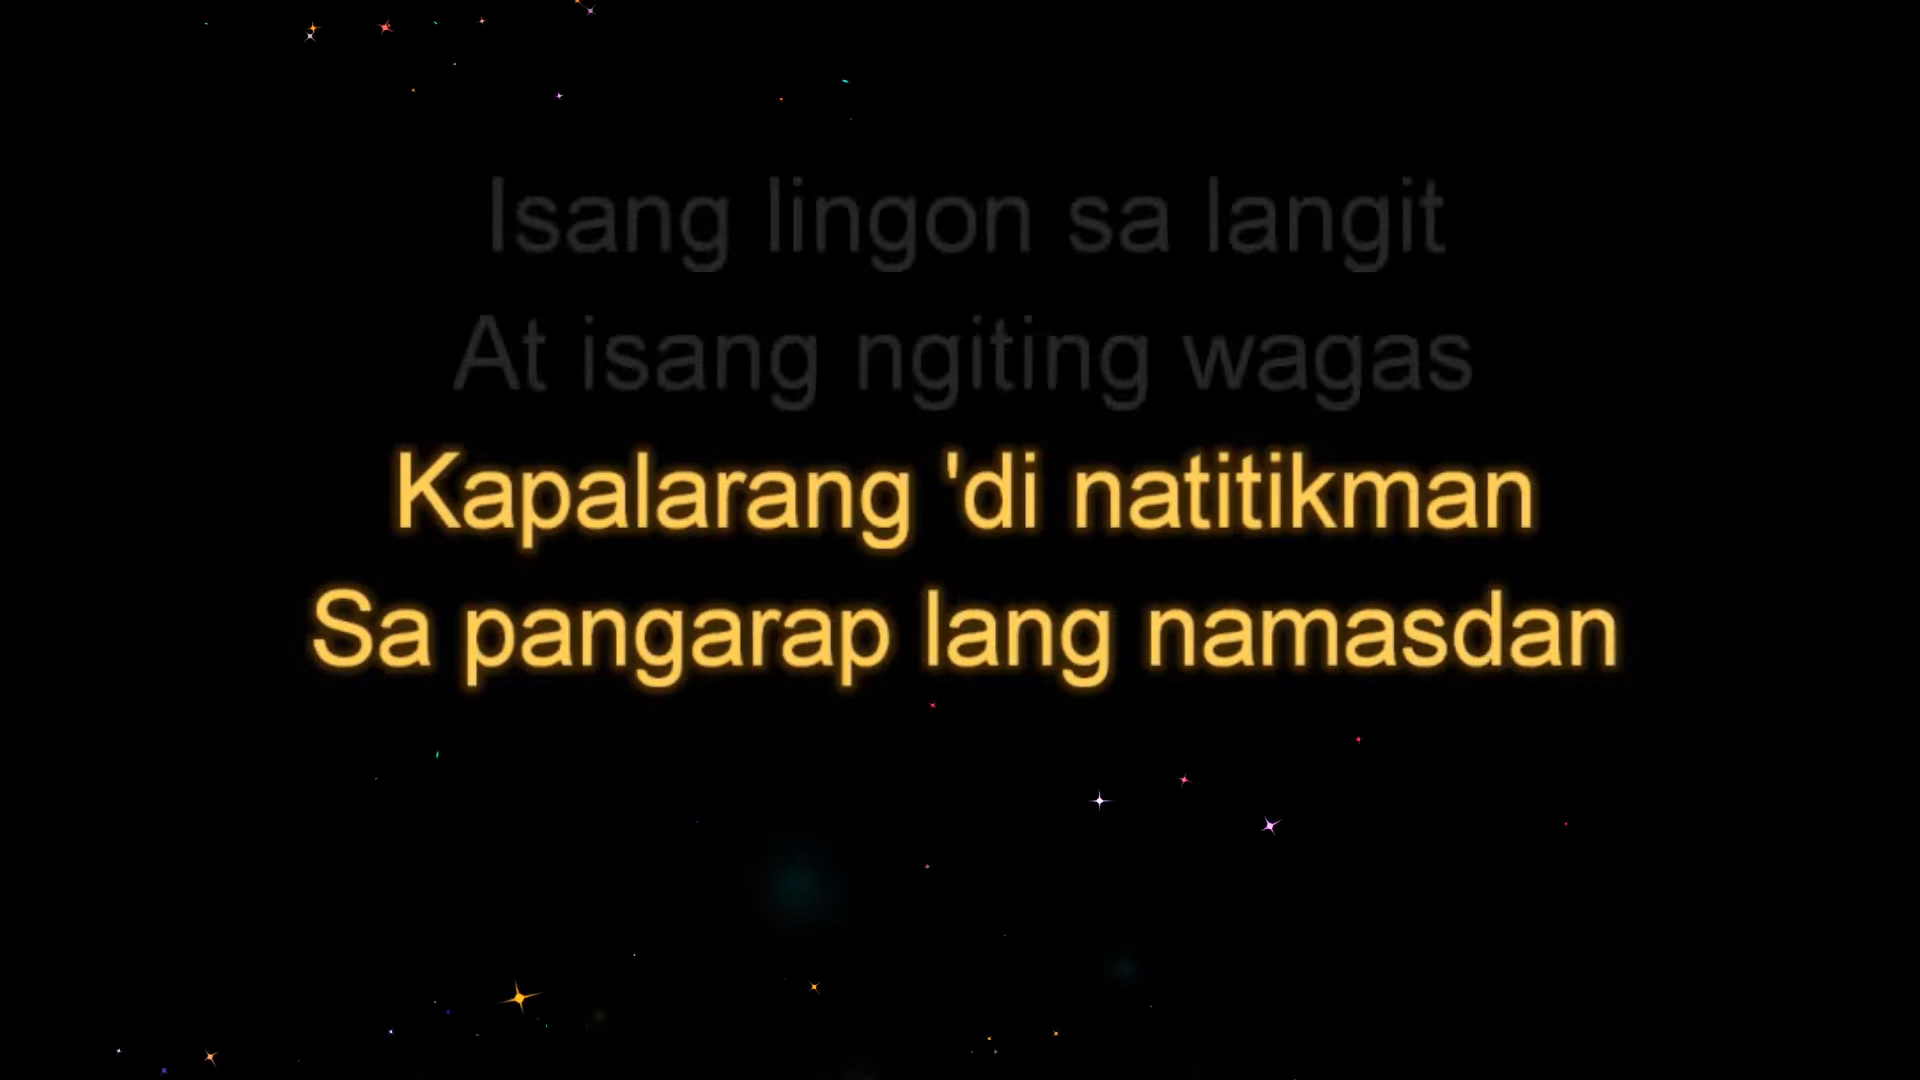 Isang lingon sa langit
At isang ngiting wagas
Kapalarang 'di natitikman
Sa pangarap lang namasdan